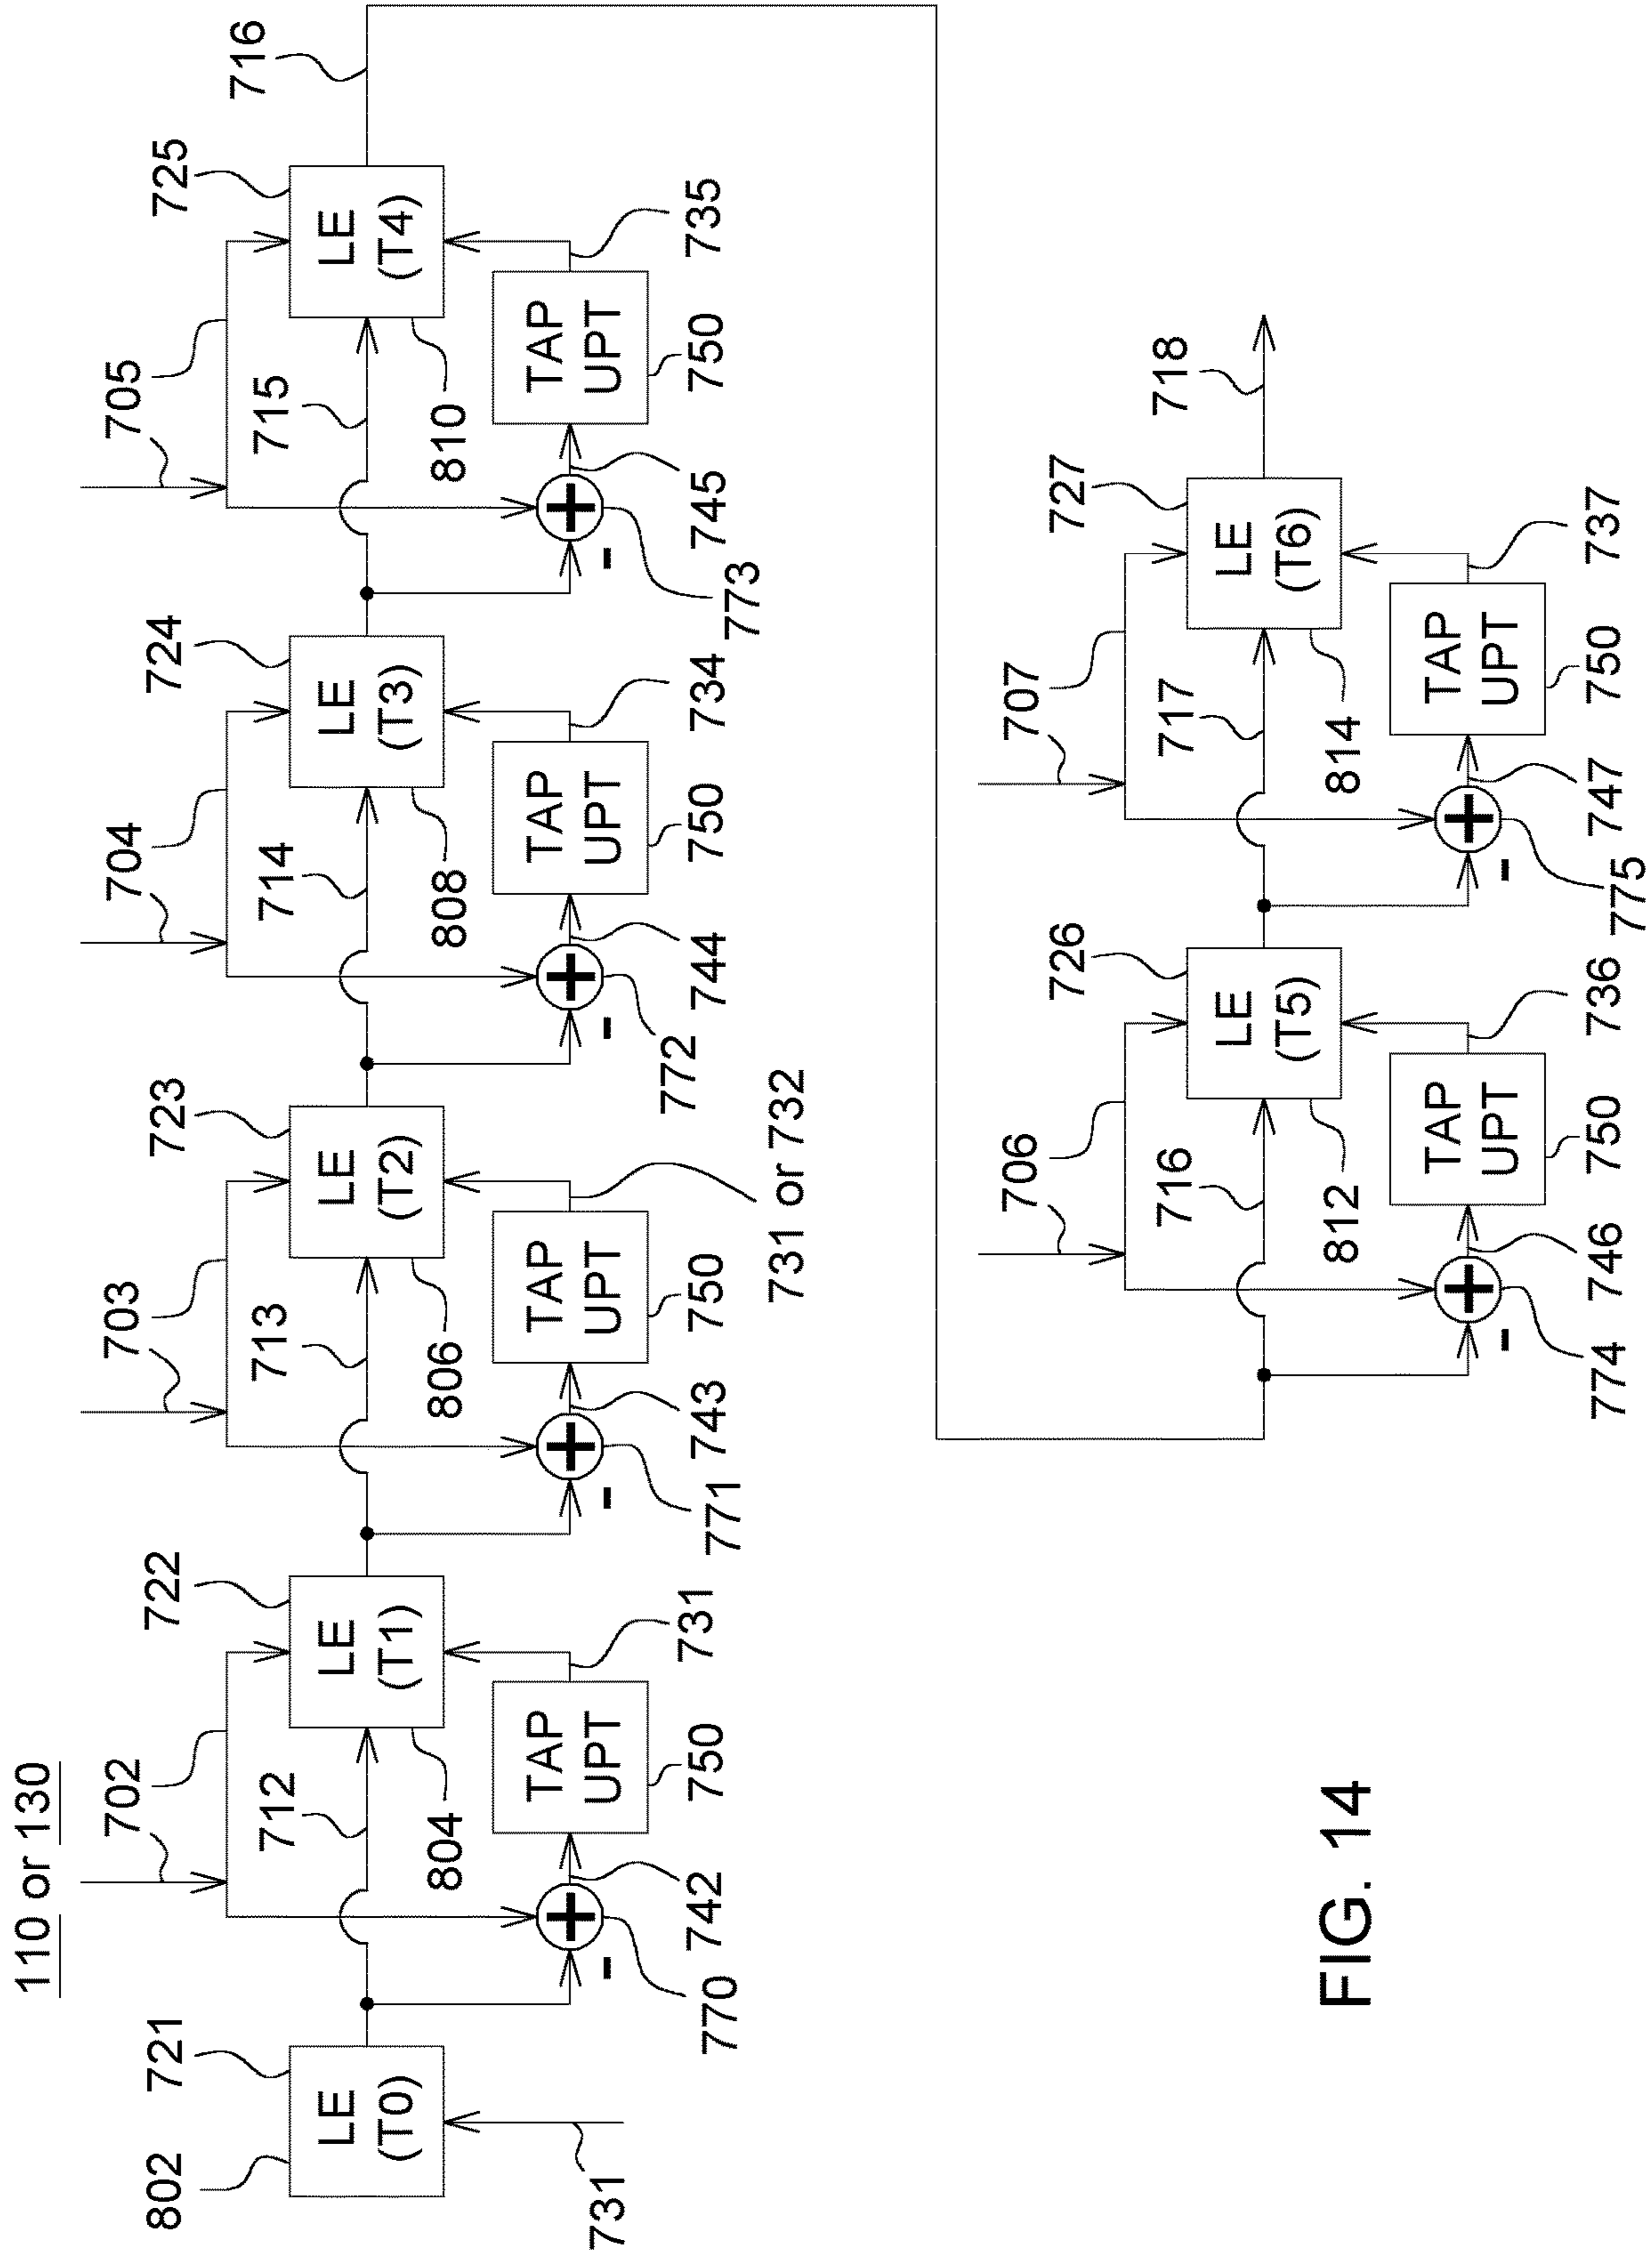 110 or 130
802
721
LE
(T0)
731
702
712
722
LE
(T1)
804
770
742
TAP
UPT
750
731
703
713
723
LE
(T2)
806
771
743
TAP
UPT
750
731 or 732
704
714
724
LE
(T3)
808
772
744
TAP
UPT
750
734
705
715
725
LE
(T4)
810
773
745
TAP
UPT
750
735
716
706
716
726
LE
(T5)
812
774
746
TAP
UPT
750
736
707
717
727
LE
(T6)
814
775
747
TAP
UPT
750
737
718
FIG. 14